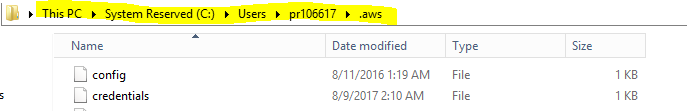 This PC System Reserved (C:) Users pr106617 .aws
Name Date modified Type Size
config 8/11/2016 1:19 AM File 1 KB
s credentials 8/9/2017 2:10 AM File 1 KB